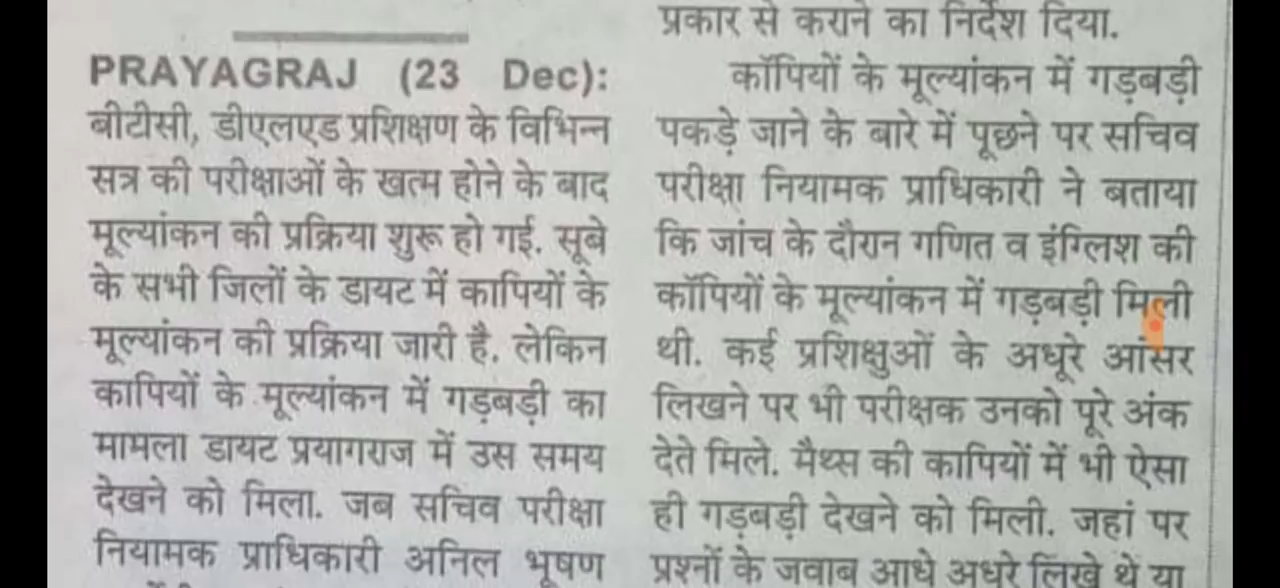 PRAYAGRAJ (23 Dec):
बीटीसी, डीएलएड प्रशिक्षण के विभिन्न
सत्र की परीक्षाओं के खत्म होने के बाद
मूल्यांकन की प्रक्रिया शुरू हो गई. सूबे
के सभी जिलों के डायट में कापियों के
मूल्यांकन की प्रक्रिया जारी है. लेकिन
कापियों के मूल्यांकन में गड़बड़ी का
मामला डायट प्रयागराज में उस समय
देखने को मिला. जब सचिव परीक्षा
नियामक प्राधिकारी अनिल भूषण
प्रकार से कराने का निर्देश दिया.
कॉपियों के मूल्यांकन में गड़बड़ी
पकड़े जाने के बारे में पूछने पर सचिव
परीक्षा नियामक प्राधिकारी ने बताया
कि जांच के दौरान गणित व इंग्लिश की
कॉपियों के मूल्यांकन में गड़बड़ी मिली
थी. कई प्रशिक्षुओं के अधूरे आंसर
लिखने पर भी परीक्षक उनको पूरे अंक
देते मिले. मैथ्स की कापियों में भी ऐसा
ही गड़बड़ी देखने को मिली. जहां पर
प्रश्नों के जवाब आधे अधूरे लिखे थे या